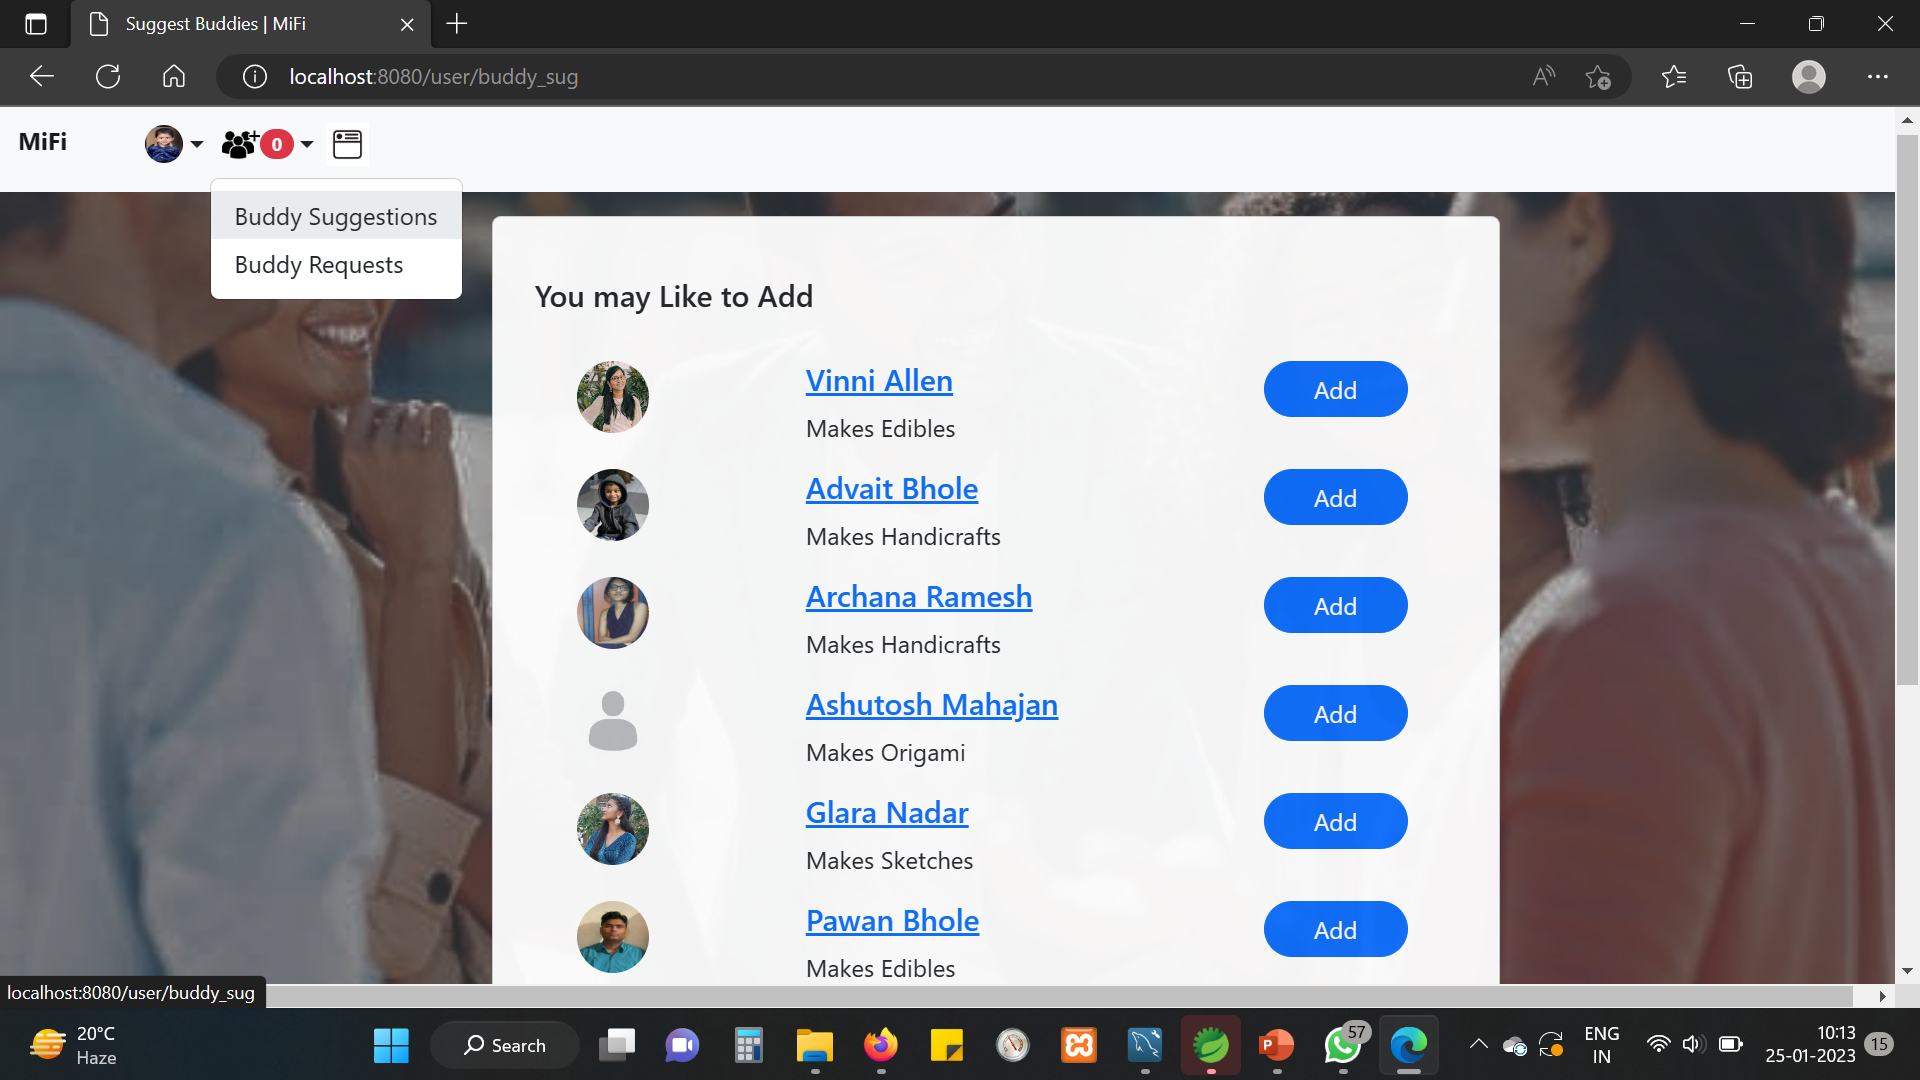 Suggest Buddies | MiFi
localhost:8080/user/buddy_sug
MiFi
0
Buddy Suggestions
Buddy Requests
You may Like to Add
Vinni Allen
Add
Makes Edibles
Advait Bhole
Add
Makes Handicrafts
Archana Ramesh
Add
Makes Handicrafts
Ashutosh Mahajan
Add
Makes Origami
Glara Nadar
Add
Makes Sketches
Pawan Bhole
Add
Makes Edibles
localhost:8080/user/buddy_sug
20°C
Haze
Search
57
ENG
IN
10:13
25-01-2023
15